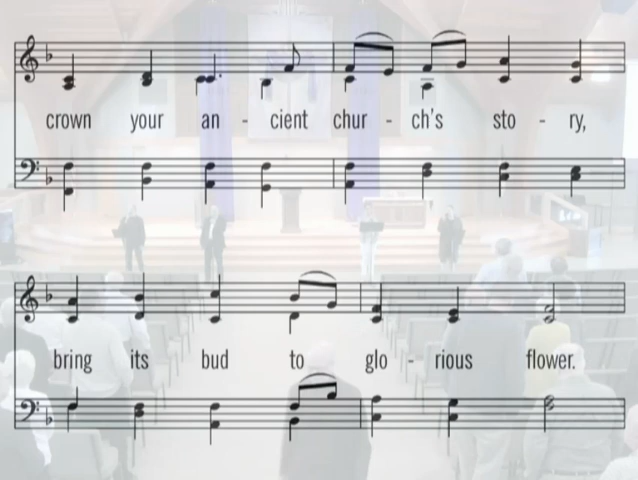 crown your an - cient chur - ch's sto - ry,
bring its bud to glo - rious flower.